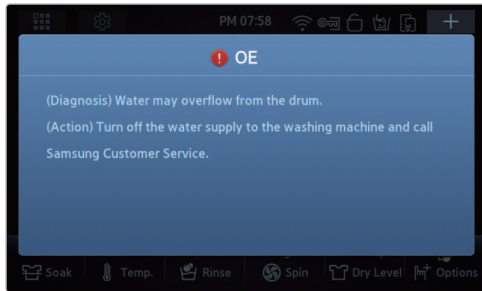 PM 07:58
OE
(Diagnosis) Water may overflow from the drum.
(Action) Turn off the water supply to the washing machine and call
Samsung Customer Service.
Soak Temp. Rinse Spin Dry Level Options